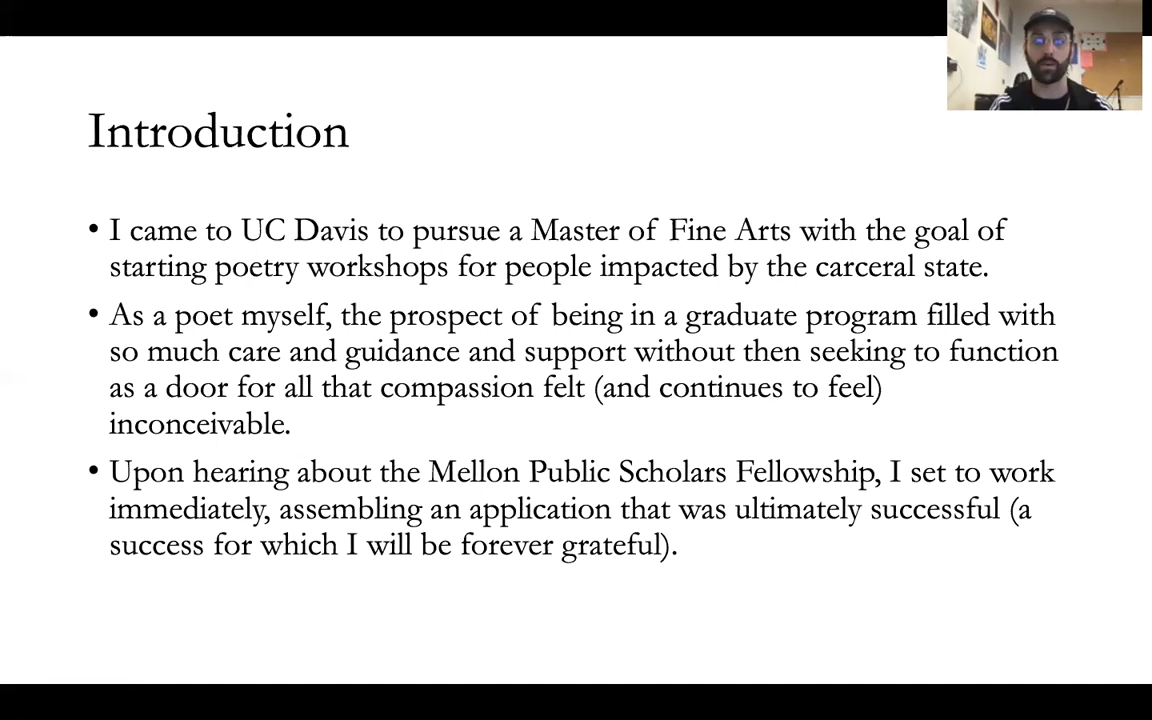 Introduction
• I came to UC Davis to pursue a Master of Fine Arts with the goal of
starting poetry workshops for people impacted by the carceral state.
• As a poet myself, the prospect of being in a graduate program filled with
so much care and guidance and support without then seeking to function
as a door for all that compassion felt (and continues to feel)
inconceivable.
• Upon hearing about the Mellon Public Scholars Fellowship, I set to work
immediately, assembling an application that was ultimately successful (a
success for which I will be forever grateful).